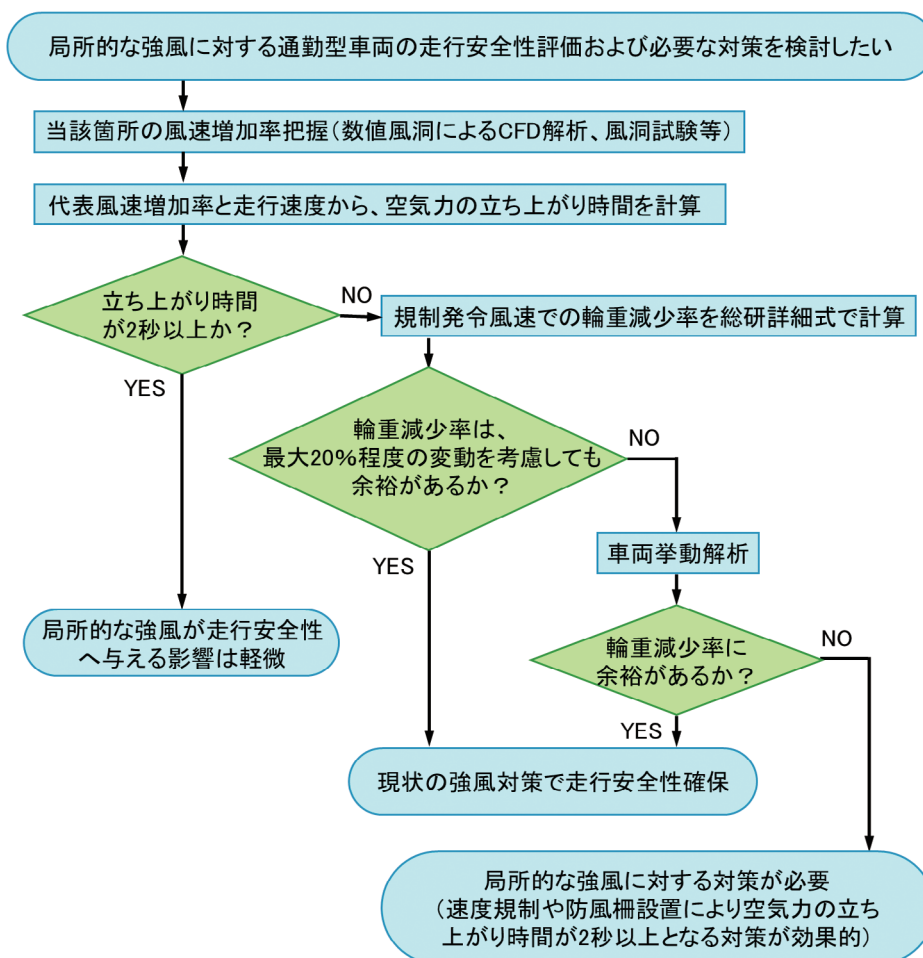 局所的な強風に対する通勤型車両の走行安全性評価および必要な対策を検討したい
当該箇所の風速増加率把握(数値風洞によるCFD解析、風洞試験等)
代表風速増加率と走行速度から、空気力の立ち上がり時間を計算
立ち上がり時間
が2秒以上か？
NO
規制発令風速での輪重減少率を総研詳細式で計算
YES
輪重減少率は、
最大20%程度の変動を考慮しても
余裕があるか？
NO
YES
車両挙動解析
局所的な強風が走行安全性
へ与える影響は軽微
輪重減少率に
余裕があるか？
NO
YES
現状の強風対策で走行安全性確保
局所的な強風に対する対策が必要
(速度規制や防風柵設置により空気力の立ち
上がり時間が2秒以上となる対策が効果的)